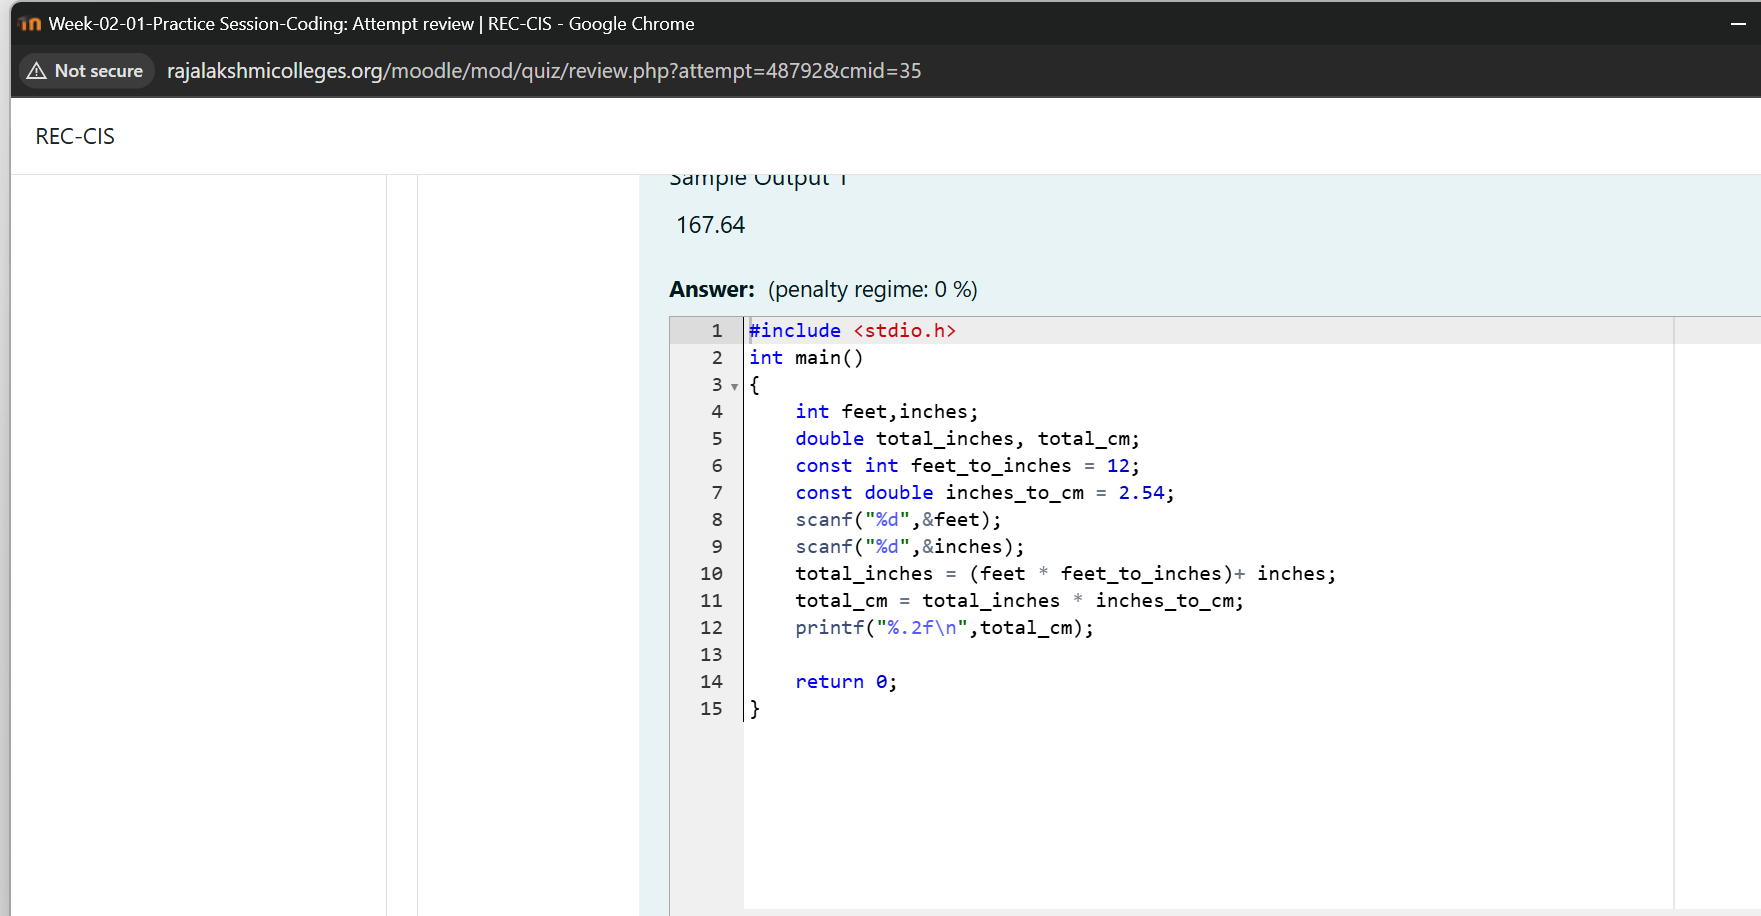 Week-02-01-Practice Session-Coding: Attempt review | REC-CIS - Google Chrome
Not secure rajalakshmicolleges.org/moodle/mod/quiz/review.php?attempt=48792&cmid=35
REC-CIS
Sample Output 1
167.64
Answer: (penalty regime: 0 %)
1 #include <stdio.h>
2 int main()
3 {
4     int feet,inches;
5     double total_inches, total_cm;
6     const int feet_to_inches = 12;
7     const double inches_to_cm = 2.54;
8     scanf("%d",&feet);
9     scanf("%d",&inches);
10     total_inches = (feet * feet_to_inches)+ inches;
11     total_cm = total_inches * inches_to_cm;
12     printf("%.2f\n",total_cm);
13
14     return 0;
15 }